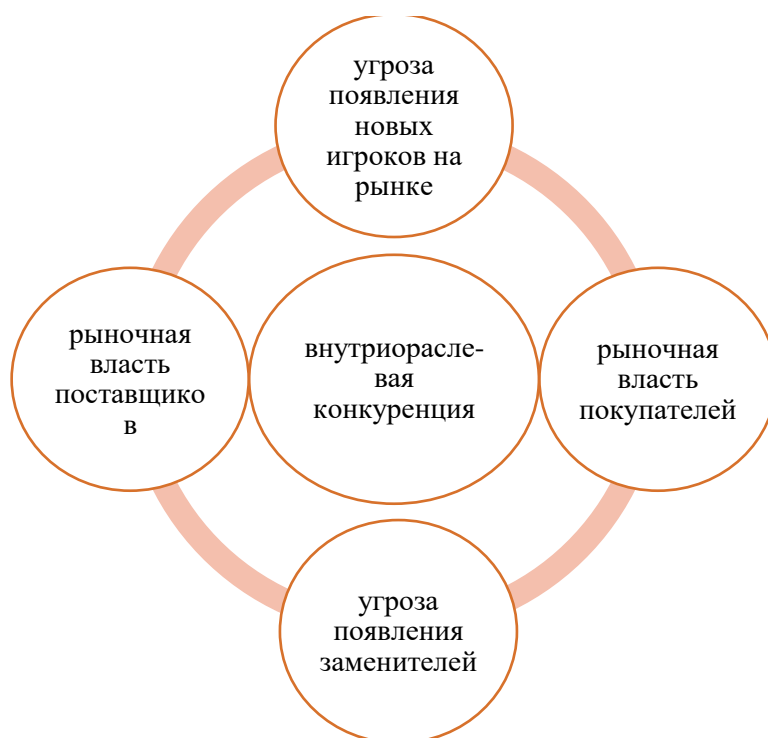 угроза
появления
новых
игроков на
рынке
рыночная
власть
поставщико
в
внутриорасле-
вая
конкуренция
рыночная
власть
покупателей
угроза
появления
заменителей